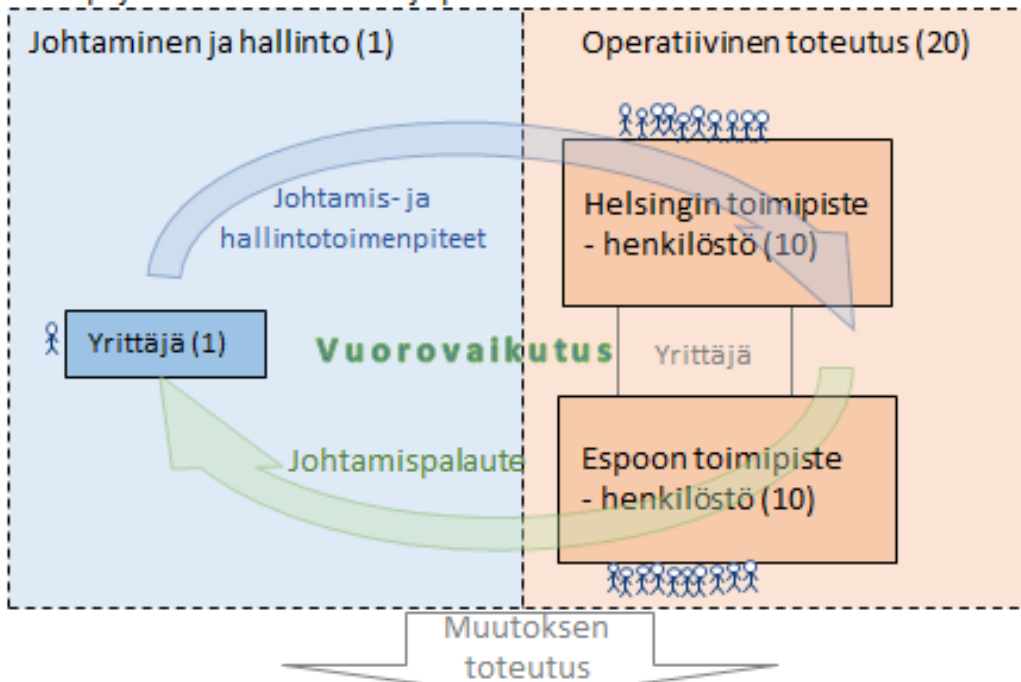 Johtaminen ja hallinto (1)
Operatiivinen toteutus (20)
Johtamis- ja
hallintotoimenpiteet
Helsingin toimipiste
- henkilöstö (10)
Yrittäjä (1)
Vuorovaikutus
Yrittäjä
Johtamispalaute
Espoon toimipiste
- henkilöstö (10)
Muutoksen
toteutus